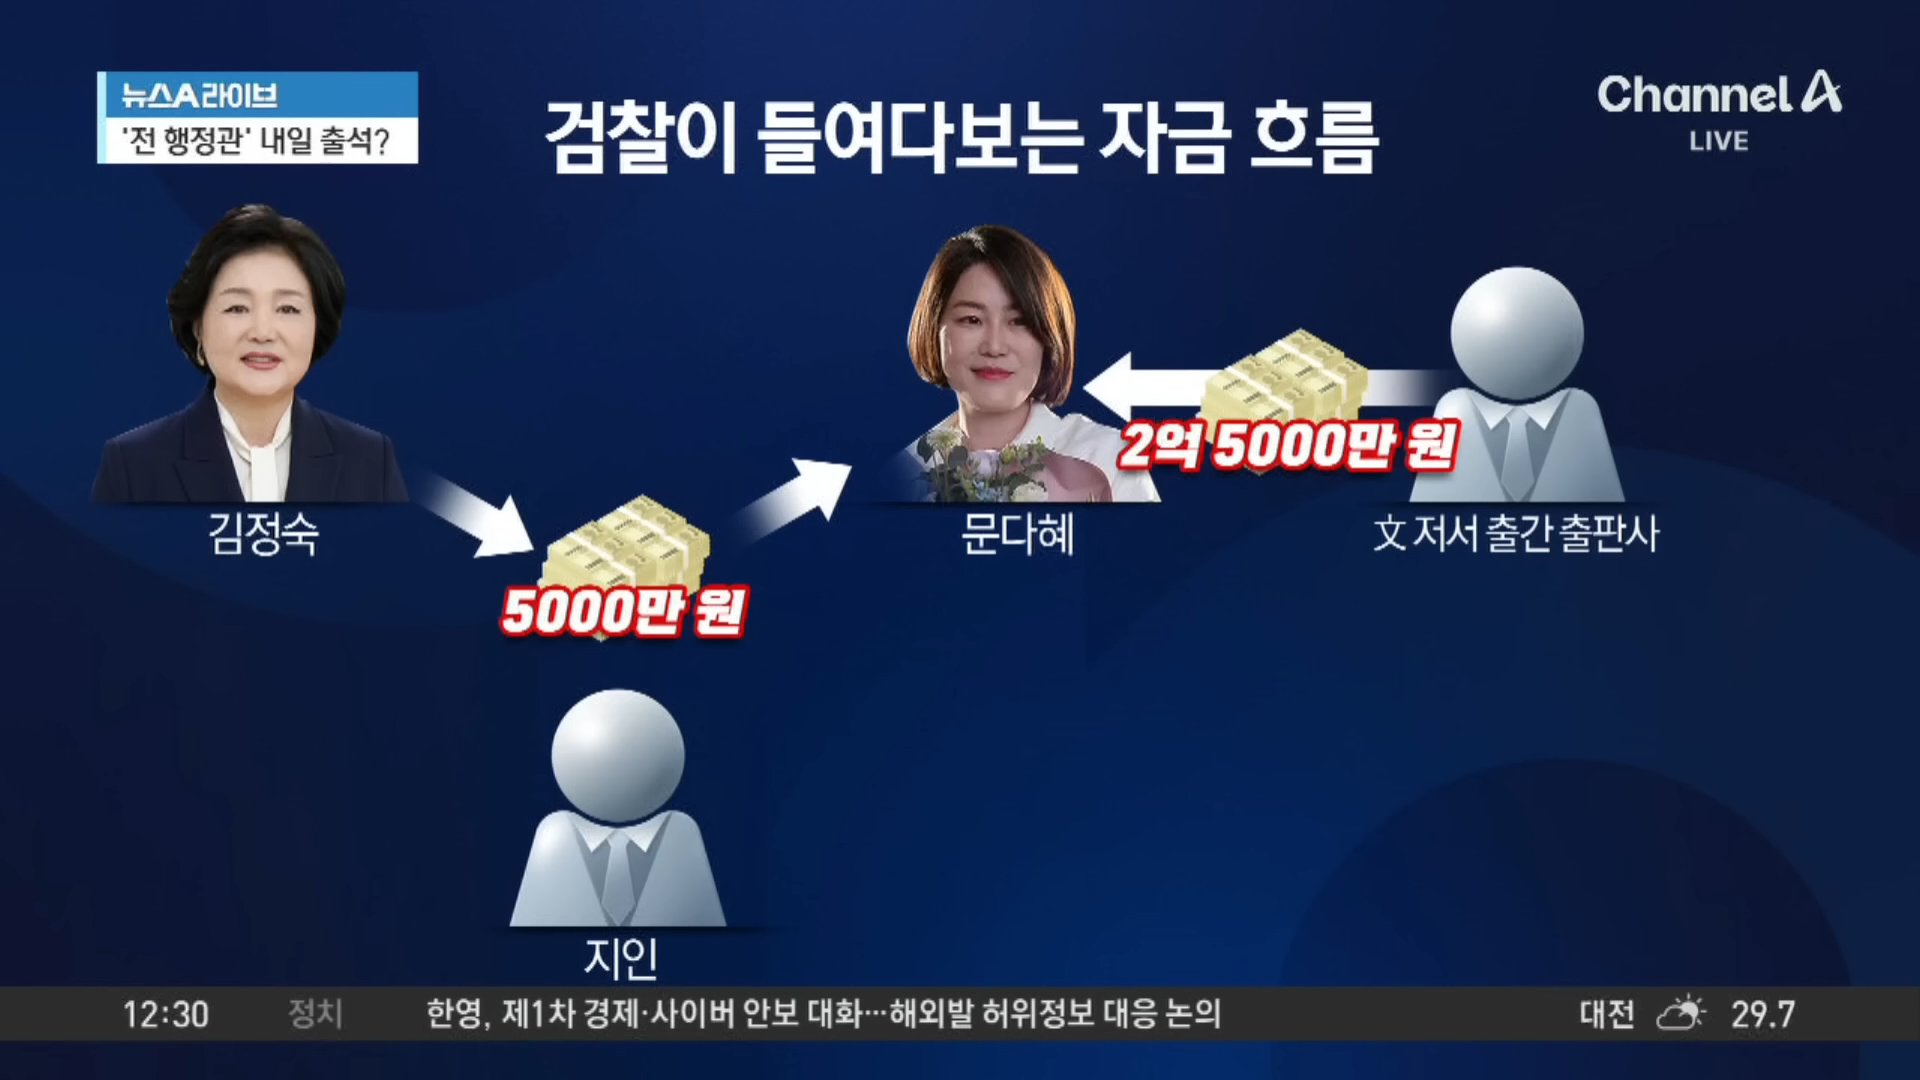 뉴스A라이브
'전 행정관' 내일 출석?
검찰이 들여다보는 자금 흐름
Channel A
LIVE
2억 5000만 원
김정숙
문다혜
文 저서 출간 출판사
5000만 원
지인
12:30 정치 한영, 제1차 경제·사이버 안보 대화…해외발 허위정보 대응 논의 대전 29.7